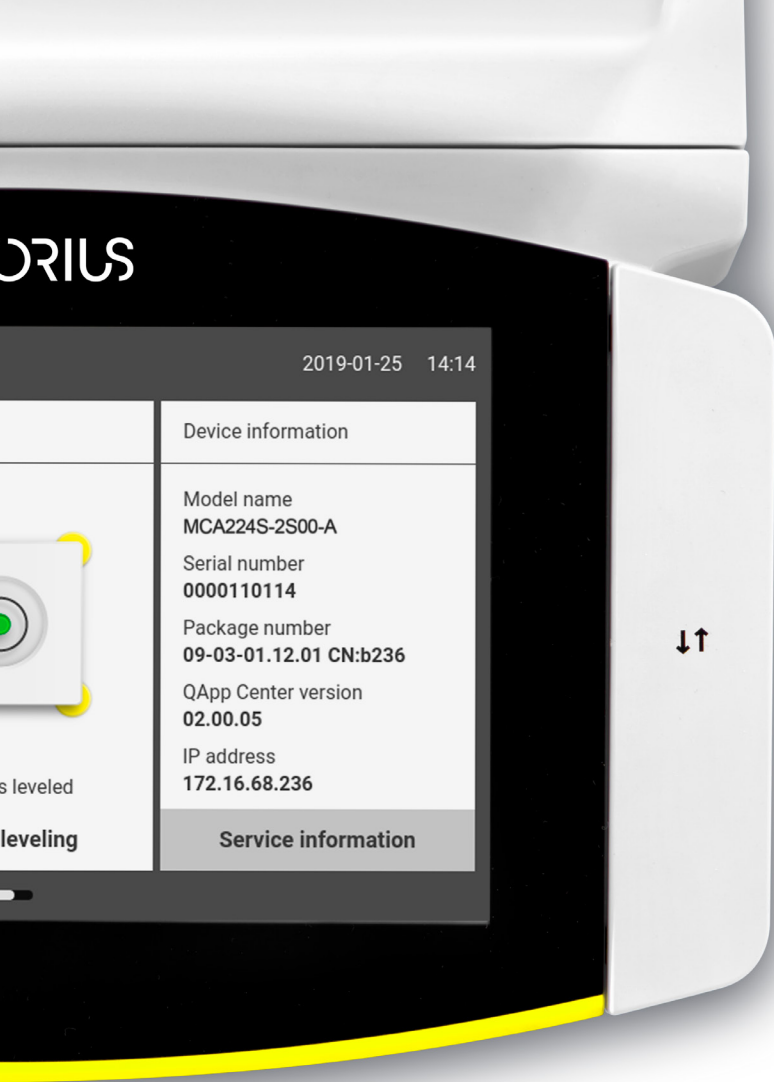 ORIUS
2019-01-25 14:14
Device information
Model name
MCA224S-2S00-A
Serial number
0000110114
Package number
09-03-01.12.01 CN:b236
QApp Center version
02.00.05
IP address
172.16.68.236
s leveled
leveling
Service information
↓↑